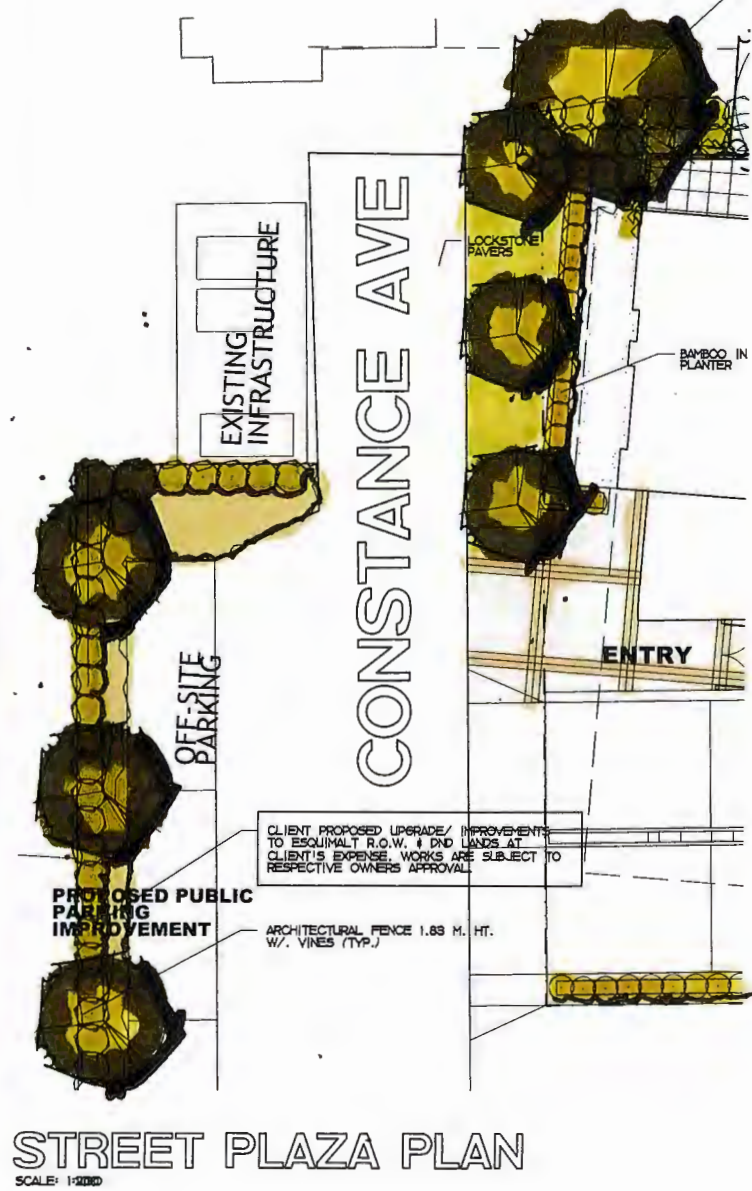 CONSTANCE AVE
EXISTING
INFRASTRUCTURE
LOCKSTONE
PAVERS
BAMBOO IN
PLANTER
OFF-SITE
PARKING
ENTRY
CLIENT PROPOSED UPGRADE/ IMPROVEMENTS
TO ESQUIMALT R.O.W. & DND LANDS AT
CLIENT'S EXPENSE. WORKS ARE SUBJECT TO
RESPECTIVE OWNERS APPROVAL.
PROPOSED PUBLIC
PARKING
IMPROVEMENT
ARCHITECTURAL FENCE 1.83 M. HT.
W/. VINES (TYP.)
STREET PLAZA PLAN
SCALE: